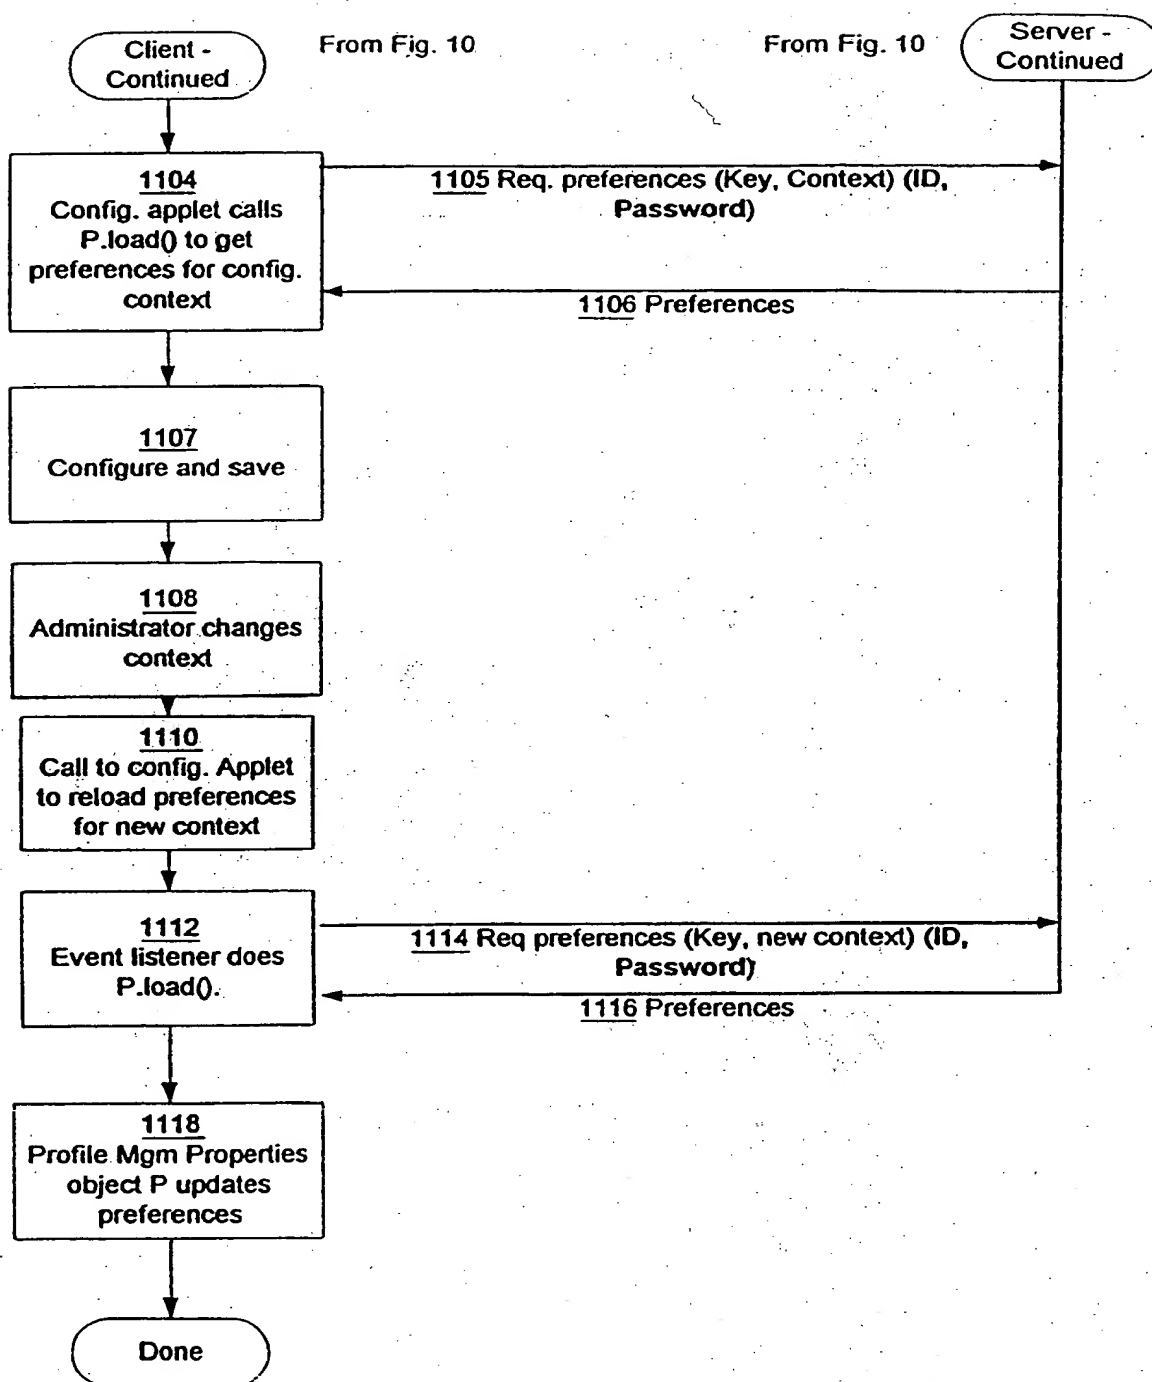 Client -
Continued
From Fig. 10
From Fig. 10
Server -
Continued
1104
Config. applet calls
P.load() to get
preferences for config.
context
1105 Req. preferences (Key, Context) (ID,
Password)
1106 Preferences
1107
Configure and save
1108
Administrator changes
context
1110
Call to config. Applet
to reload preferences
for new context
1112
Event listener does
P.load().
1114 Req preferences (Key, new context) (ID,
Password)
1116 Preferences
1118
Profile Mgm Properties
object P updates
preferences
Done